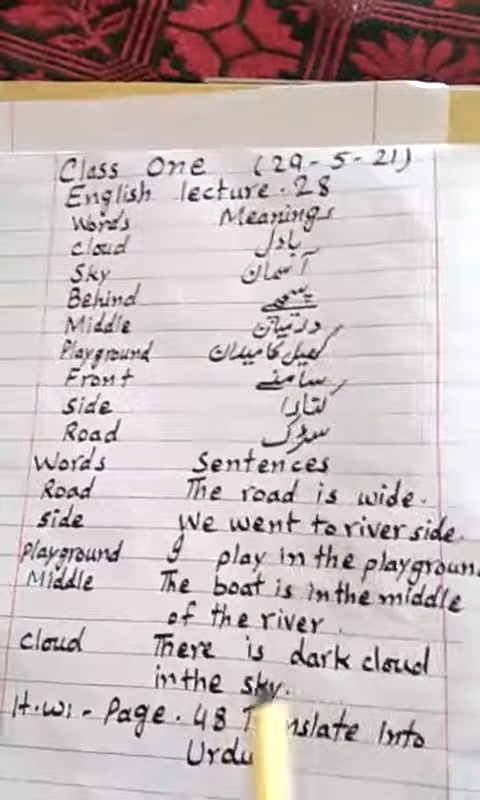 Class One (29-5-21)
English lecture. 28
Words Meanings
Cloud بادل
Sky آسمان
Behind پیچھے
Middle درمیان
Playground کھیل کا میدان
Front سامنے
Side کنارا
Road سڑک
Words Sentences
Road The road is wide.
Side We went to river side.
Playground I play in the playground
Middle The boat is in the middle
of the river.
Cloud There is dark cloud
in the sky.
H.w:- Page. 48 Translate Into
Urdu